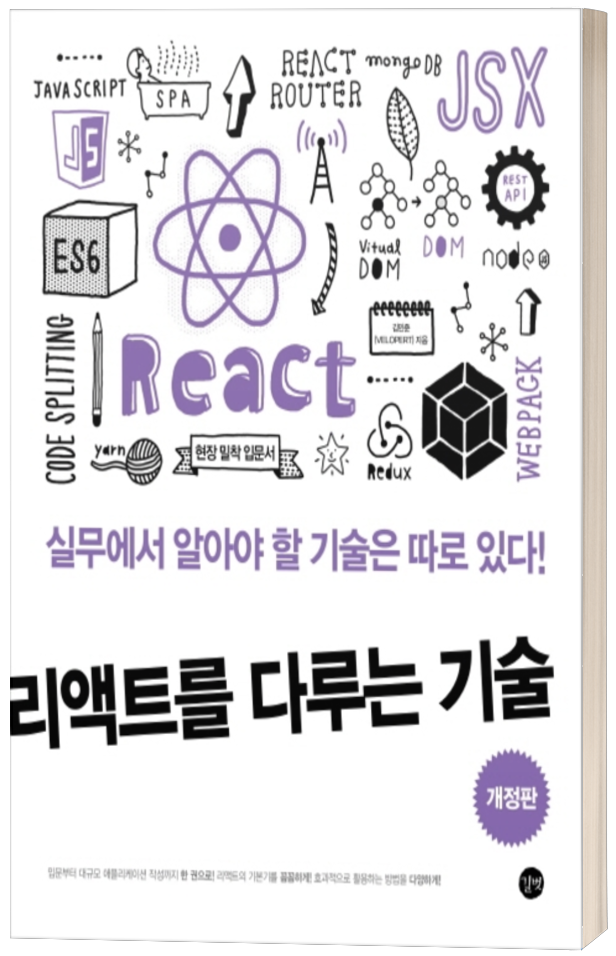 JAVASCRIPT
SPA
REACT
ROUTER
mongoDB
JSX
JS
REST
API
ES6
Vitual
DOM
DOM
node
김민준
[VELOPERT] 지음
React
CODE SPLITTING
WEBPACK
yarn
현장 밀착 입문서
Redux
실무에서 알아야 할 기술은 따로 있다!
리액트를 다루는 기술
개정판
입문부터 대규모 애플리케이션 작성까지 한 권으로! 리액트의 기본기를 꼼꼼하게! 효과적으로 활용하는 방법을 다양하게!
길벗